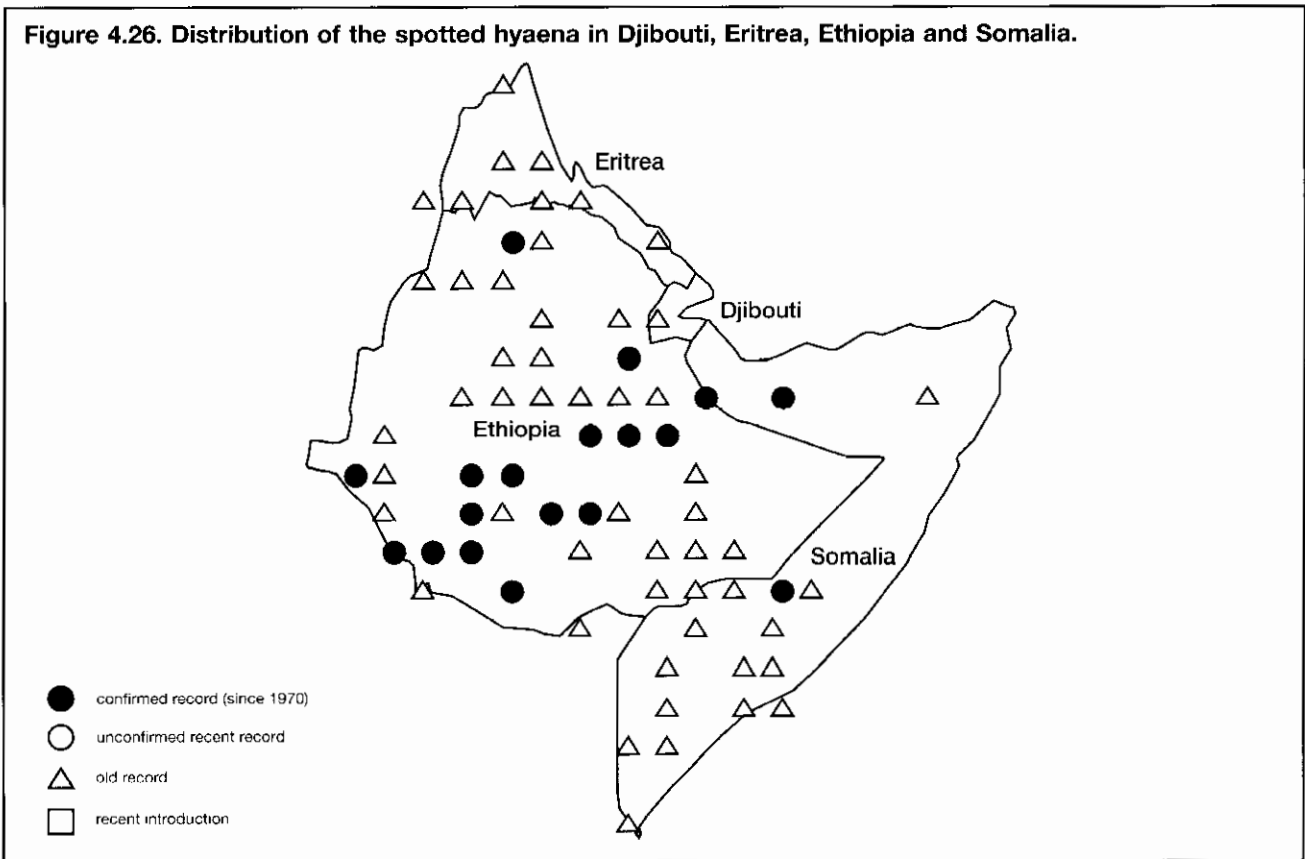 Figure 4.26. Distribution of the spotted hyaena in Djibouti, Eritrea, Ethiopia and Somalia.
Eritrea
Djibouti
Ethiopia
Somalia
confirmed record (since 1970)
unconfirmed recent record
old record
recent introduction